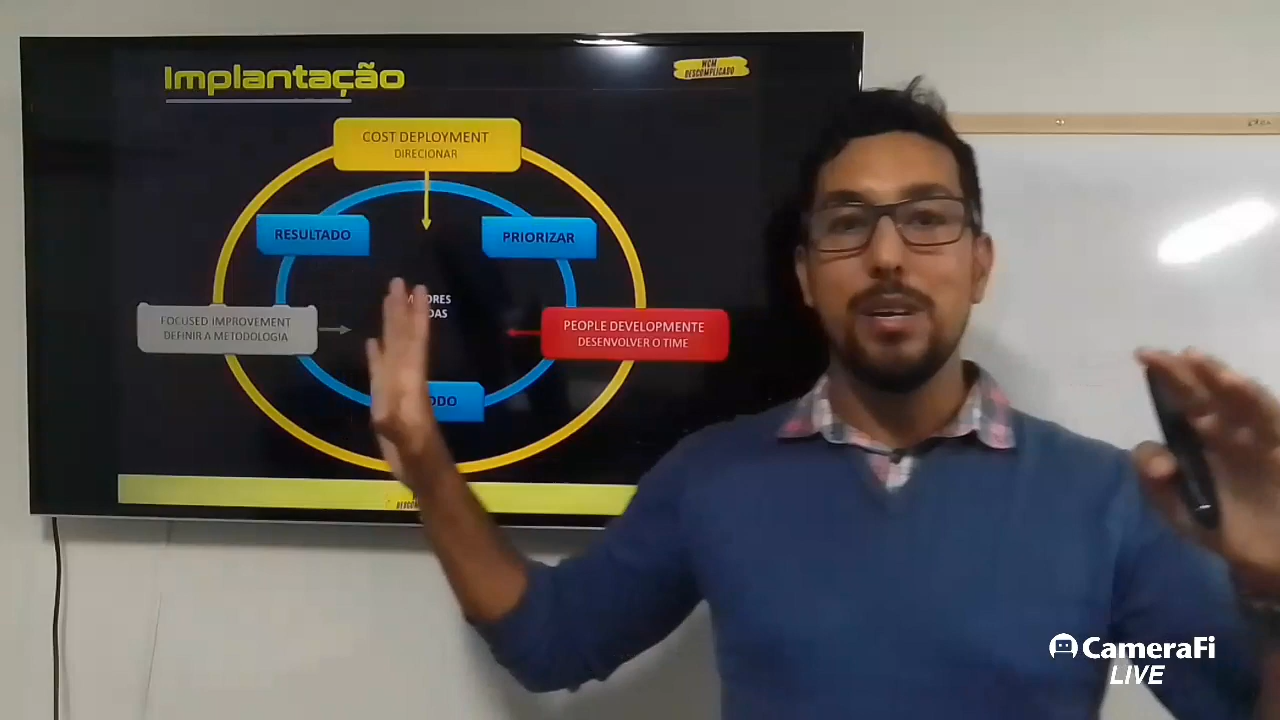 Implantação
WCM
DESCOMPLICADO
COST DEPLOYMENT
DIRECIONAR
RESULTADO
PRIORIZAR
FOCUSED IMPROVEMENT
DEFINIR A METODOLOGIA
PEOPLE DEVELOPMENTE
DESENVOLVER O TIME
CameraFi
LIVE